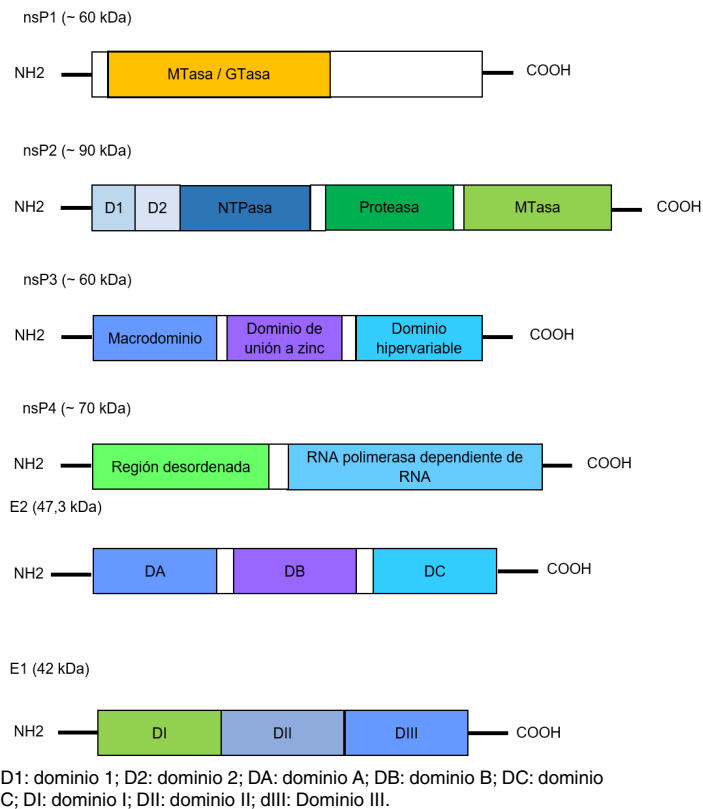 nsP1 (~ 60 kDa)
NH2 MTasa / GTasa COOH
nsP2 (~ 90 kDa)
NH2 D1 D2 NTPasa Proteasa MTasa COOH
nsP3 (~ 60 kDa)
NH2 Macrodominio Dominio de unión a zinc Dominio hipervariable COOH
nsP4 (~ 70 kDa)
NH2 Región desordenada RNA polimerasa dependiente de RNA COOH
E2 (47,3 kDa)
NH2 DA DB DC COOH
E1 (42 kDa)
NH2 DI DII DIII COOH
D1: dominio 1; D2: dominio 2; DA: dominio A; DB: dominio B; DC: dominio
C; DI: dominio I; DII: dominio II; dIII: Dominio III.